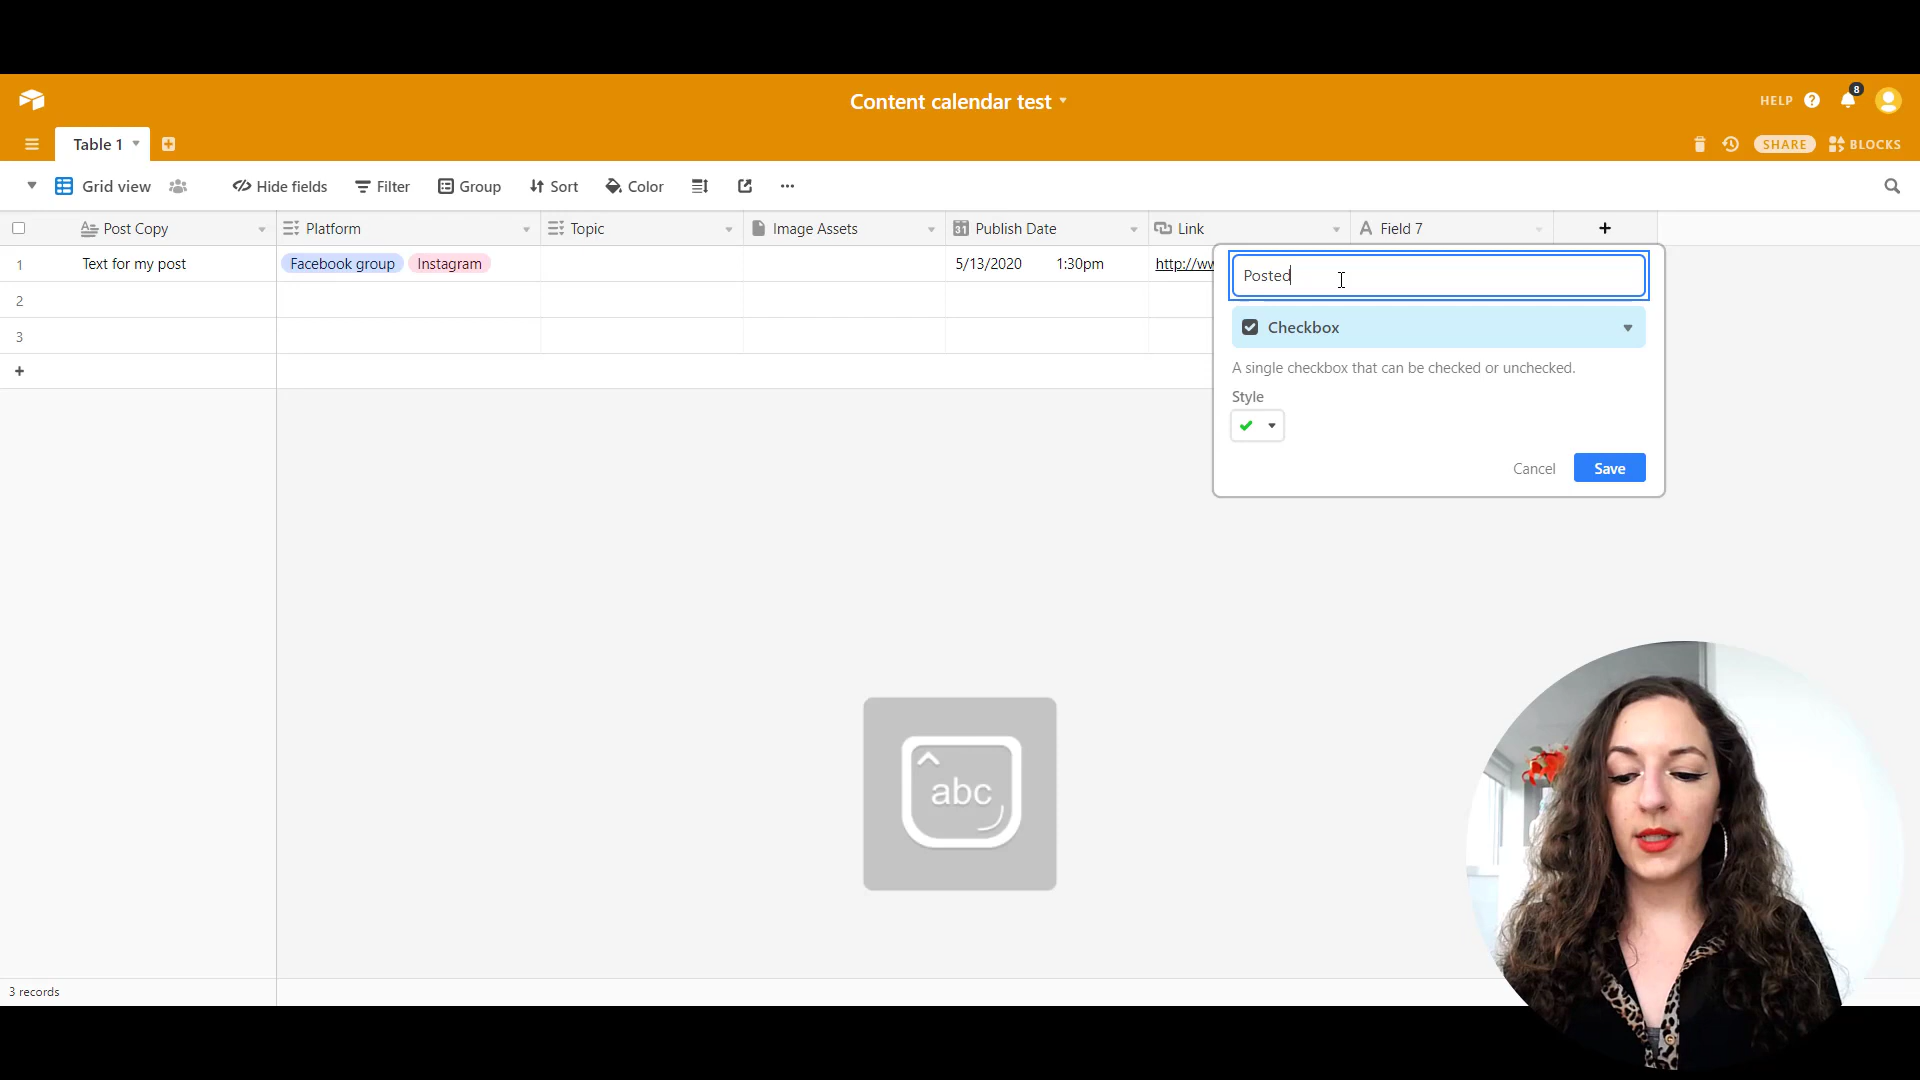 Content calendar test
HELP
8
Table 1
SHARE
BLOCKS
Grid view
Hide fields
Filter
Group
Sort
Color
Post Copy
Platform
Topic
Image Assets
31
Publish Date
Link
Field 7
1
Text for my post
Facebook group
Instagram
5/13/2020
1:30pm
http://ww
Posted
2
Checkbox
3
A single checkbox that can be checked or unchecked.
Style
Cancel
Save
abc
3 records